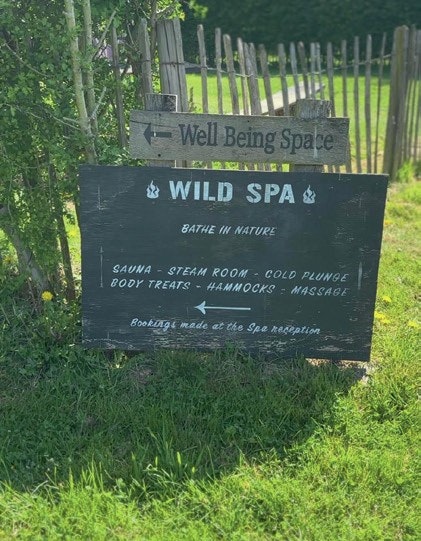 ← Well Being Space
WILD SPA
BATHE IN NATURE
SAUNA - STEAM ROOM - COLD PLUNGE
BODY TREATS - HAMMOCKS - MASSAGE
←
Bookings made at the Spa reception